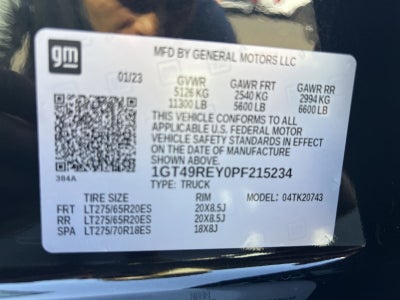 gm
MFD BY GENERAL MOTORS LLC
01/23 GVWR GAWR FRT GAWR RR
5126 KG 2540 KG 2994 KG
11300 LB 5600 LB 6600 LB
THIS VEHICLE CONFORMS TO ALL
APPLICABLE U.S. FEDERAL MOTOR
VEHICLE SAFETY STANDARDS IN EFFECT
ON THE DATE OF MANUFACTURE
SHOWN ABOVE.
384A
1GT49REY0PF215234
TYPE: TRUCK
MODEL: 04TK20743
TIRE SIZE RIM
FRT LT275/65R20ES 20X8.5J
RR LT275/65R20ES 20X8.5J
SPA LT275/70R18ES 18X8J